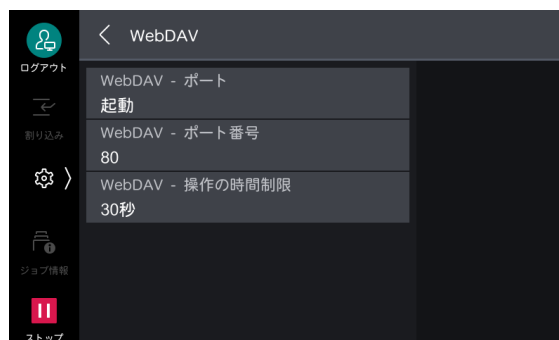 WebDAV
ログアウト
WebDAV - ポート
起動
割り込み
WebDAV - ポート番号
80
WebDAV - 操作の時間制限
30秒
ジョブ情報
ストップ